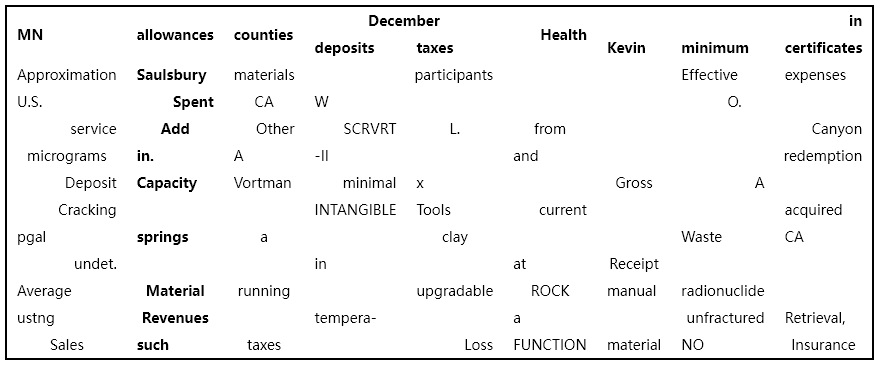 December in
MN allowances counties Health
deposits taxes Kevin minimum certificates
Approximation Saulsbury materials participants Effective expenses
U.S. Spent CA W O.
service Add Other SCRVRT L. from Canyon
micrograms in. A -II and redemption
Deposit Capacity Vortman minimal x Gross A
Cracking INTANGIBLE Tools current acquired
pgal springs a clay Waste CA
undet. in at Receipt
Average Material running upgradable ROCK manual radionuclide
ustng Revenues tempera- a unfractured Retrieval,
Sales such taxes Loss FUNCTION material NO Insurance